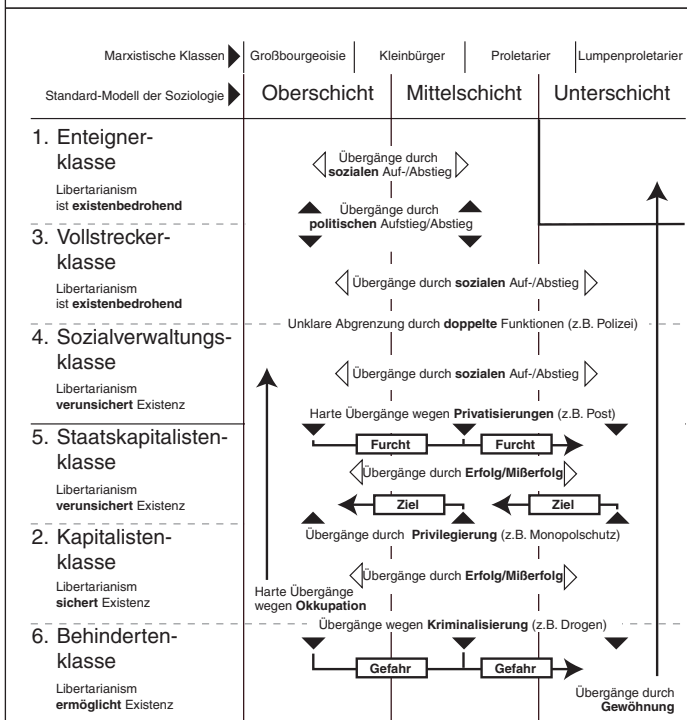 Marxistische Klassen
Großbourgeoisie
Kleinbürger
Proletarier
Lumpenproletarier
Standard-Modell der Soziologie
Oberschicht
Mittelschicht
Unterschicht
1. Enteigner-
klasse
Libertarianism
ist existenbedrohend
Übergänge durch
sozialen Auf-/Abstieg
Übergänge durch
politischen Aufstieg/Abstieg
3. Vollstrecker-
klasse
Libertarianism
ist existenbedrohend
Übergänge durch sozialen Auf-/Abstieg
Unklare Abgrenzung durch doppelte Funktionen (z.B. Polizei)
4. Sozialverwaltungs-
klasse
Libertarianism
verunsichert Existenz
Übergänge durch sozialen Auf-/Abstieg
Harte Übergänge wegen Privatisierungen (z.B. Post)
5. Staatskapitalisten-
klasse
Libertarianism
verunsichert Existenz
Furcht
Furcht
Übergänge durch Erfolg/Mißerfolg
Ziel
Ziel
Übergänge durch Privilegierung (z.B. Monopolschutz)
2. Kapitalisten-
klasse
Libertarianism
sichert Existenz
Übergänge durch Erfolg/Mißerfolg
Harte Übergänge
wegen Okkupation
Übergänge wegen Kriminalisierung (z.B. Drogen)
6. Behinderten-
klasse
Libertarianism
ermöglicht Existenz
Gefahr
Gefahr
Übergänge durch
Gewöhnung